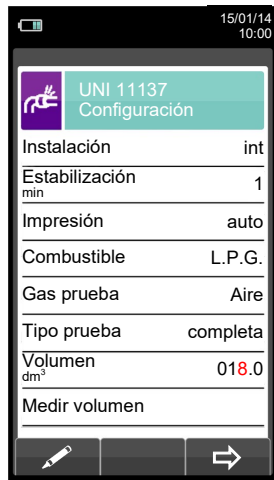 15/01/14
10:00
UNI 11137
Configuración
Instalación int
Estabilización 1
min
Impresión auto
Combustible L.P.G.
Gas prueba Aire
Tipo prueba completa
Volumen 018.0
dm³
Medir volumen